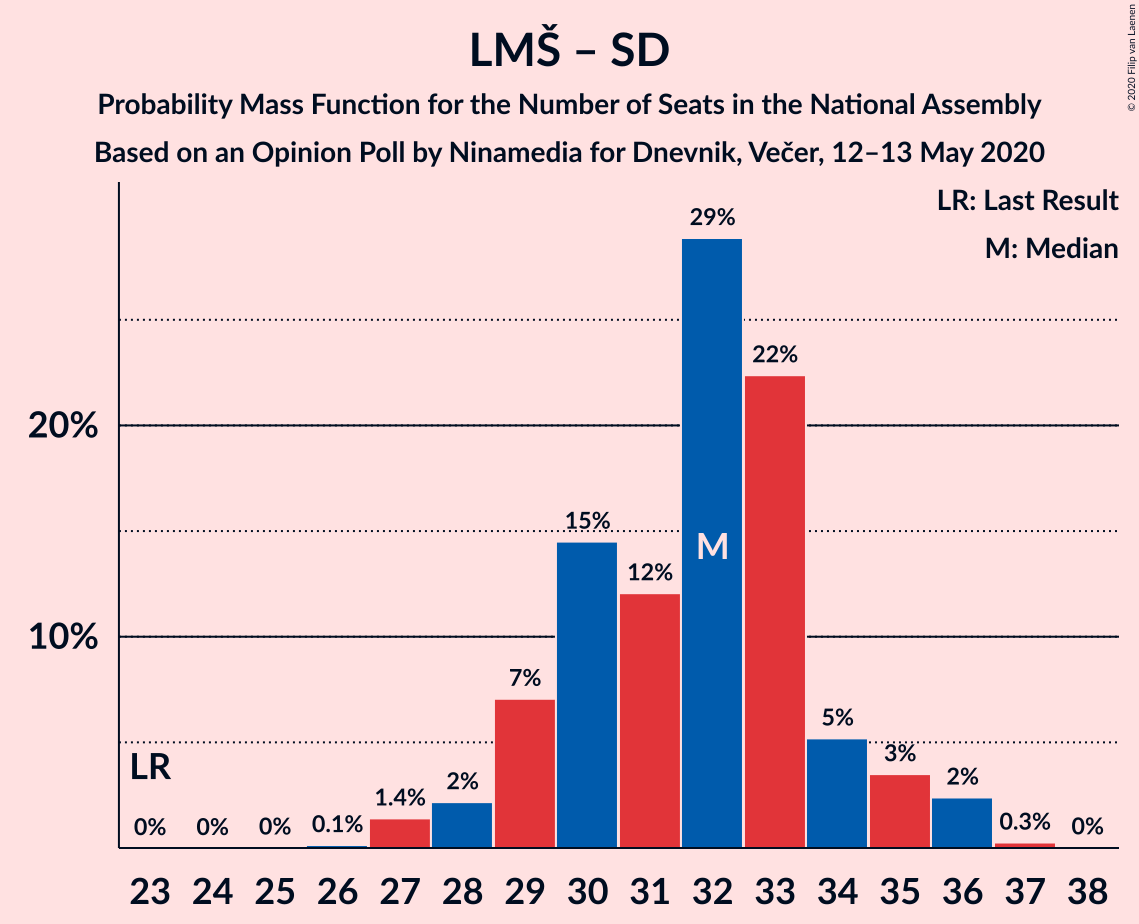 LMŠ – SD
Probability Mass Function for the Number of Seats in the National Assembly
Based on an Opinion Poll by Ninamedia for Dnevnik, Večer, 12–13 May 2020
© 2020 Filip van Laenen
LR: Last Result
M: Median
20%
10%
LR
M
0% 0% 0% 0.1% 1.4% 2% 7% 15% 12% 29% 22% 5% 3% 2% 0.3% 0%
23 24 25 26 27 28 29 30 31 32 33 34 35 36 37 38